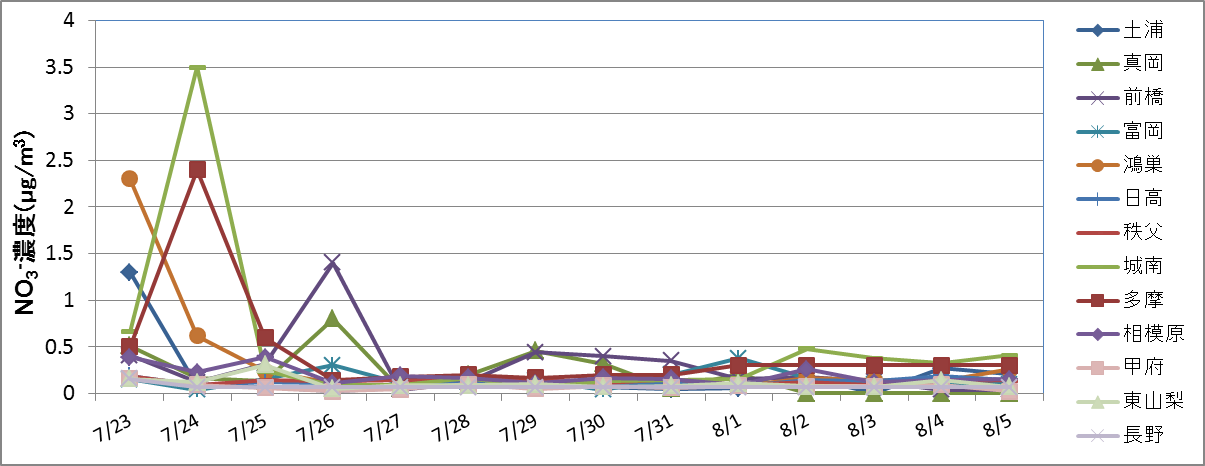 NO₃-濃度(μg/m³)
4
3.5
3
2.5
2
1.5
1
0.5
0
7/23 7/24 7/25 7/26 7/27 7/28 7/29 7/30 7/31 8/1 8/2 8/3 8/4 8/5
土浦
真岡
前橋
富岡
鴻巣
日高
秩父
城南
多摩
相模原
甲府
東山梨
長野